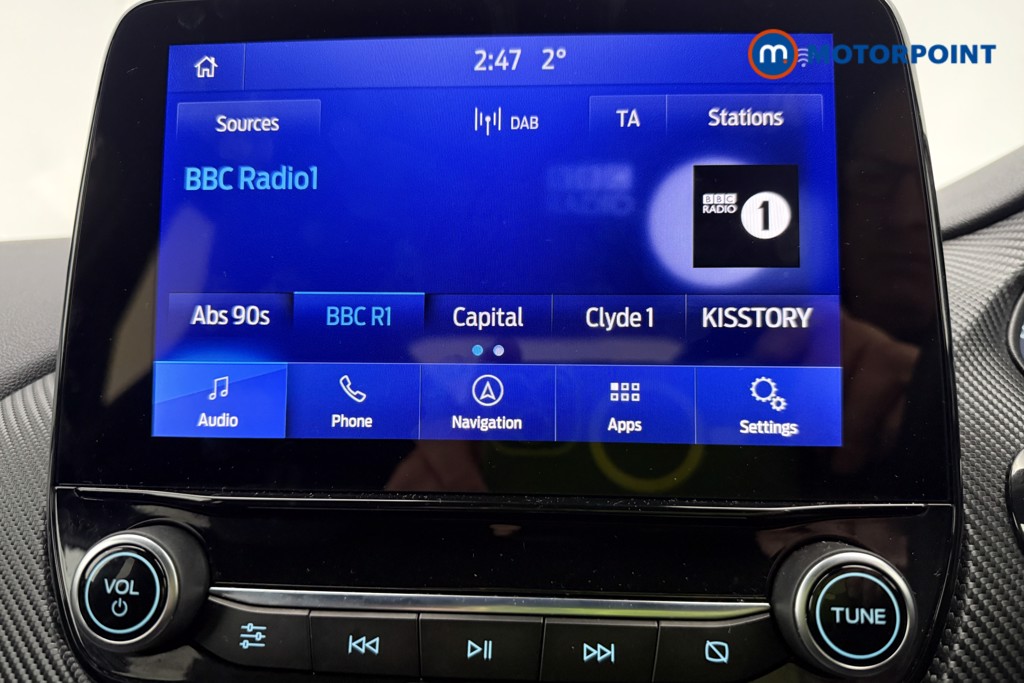 2:47 2°
m MOTORPOINT
Sources
DAB
TA
Stations
BBC Radio1
BBC
RADIO 1
Abs 90s
BBC R1
Capital
Clyde 1
KISSTORY
Audio
Phone
Navigation
Apps
Settings
VOL
TUNE